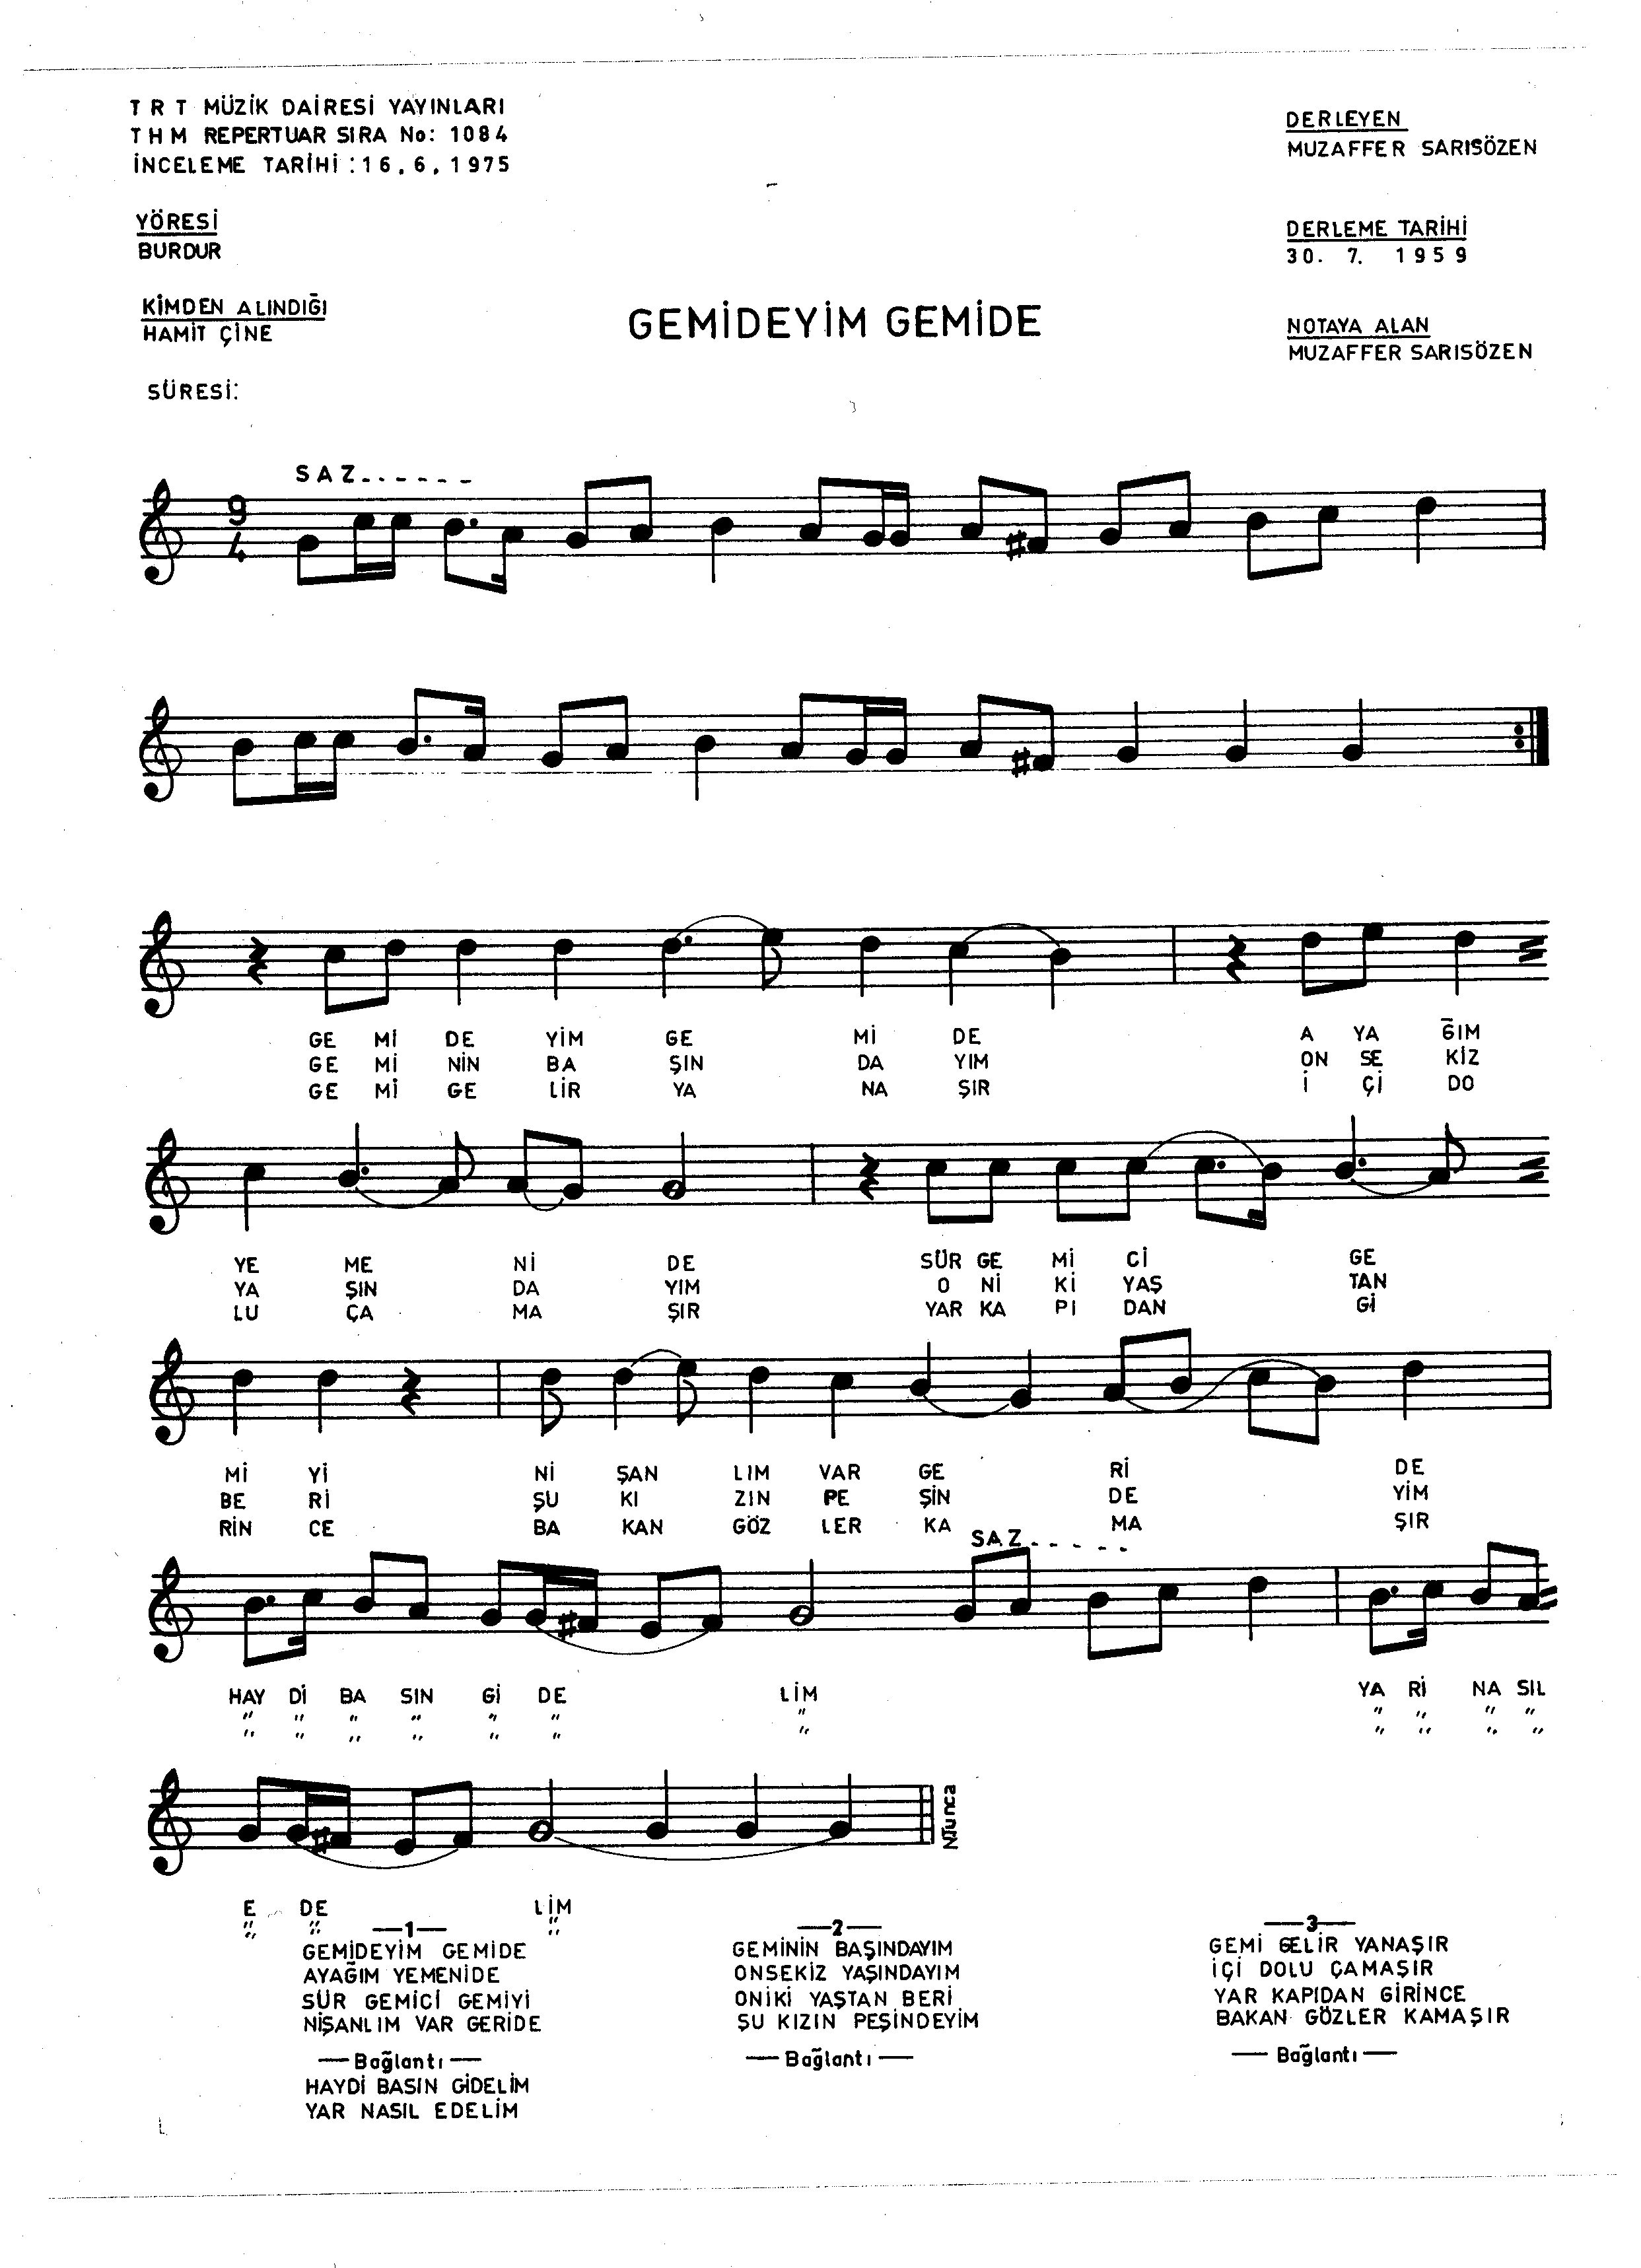 T R T MÜZİK DAİRESİ YAYINLARI
T H M REPERTUAR SIRA No: 1084
İNCELEME TARİHİ : 16.6.1975
DERLEYEN
MUZAFFER SARISÖZEN
YÖRESİ
BURDUR
DERLEME TARİHİ
30. 7. 1959
KİMDEN ALINDIĞI
HAMİT ÇİNE
GEMİDEYİM GEMİDE
NOTAYA ALAN
MUZAFFER SARISÖZEN
SÜRESİ:
SAZ------
9
4
GE Mİ DE YİM GE Mİ DE A YA ĞIM
GE Mİ NİN BA ŞIN DA YIM ON SE KİZ
GE Mİ GE LİR YA NA ŞIR İ Çİ DO
YE ME Nİ DE SÜR GE Mİ Cİ GE
YA ŞIN DA YIM O Nİ Kİ YAŞ TAN
LU ÇA MA ŞIR YAR KA PI DAN Gİ
Mİ Yİ Nİ ŞAN LIM VAR GE Rİ DE
BE Rİ ŞU KI ZIN PE ŞİN DE YİM
RİN CE BA KAN GÖZ LER KA MA ŞIR
SAZ-----
HAY Dİ BA SIN Gİ DE LİM YA Rİ NA SIL
" " " " " " " " " " "
" " " " " " " " " " "
Nîunca
E DE LİM
" " "
" " "
—1—
GEMİDEYİM GEMİDE
AYAĞIM YEMENİDE
SÜR GEMİCİ GEMİYİ
NİŞANLIM VAR GERİDE
—Bağlantı—
HAYDİ BASIN GİDELİM
YAR NASIL EDELİM
—2—
GEMİNİN BAŞINDAYIM
ONSEKİZ YAŞINDAYIM
ONİKİ YAŞTAN BERİ
ŞU KIZIN PEŞİNDEYİM
—Bağlantı—
—3—
GEMİ GELİR YANAŞIR
İÇİ DOLU ÇAMAŞIR
YAR KAPIDAN GİRİNCE
BAKAN GÖZLER KAMAŞIR
—Bağlantı—